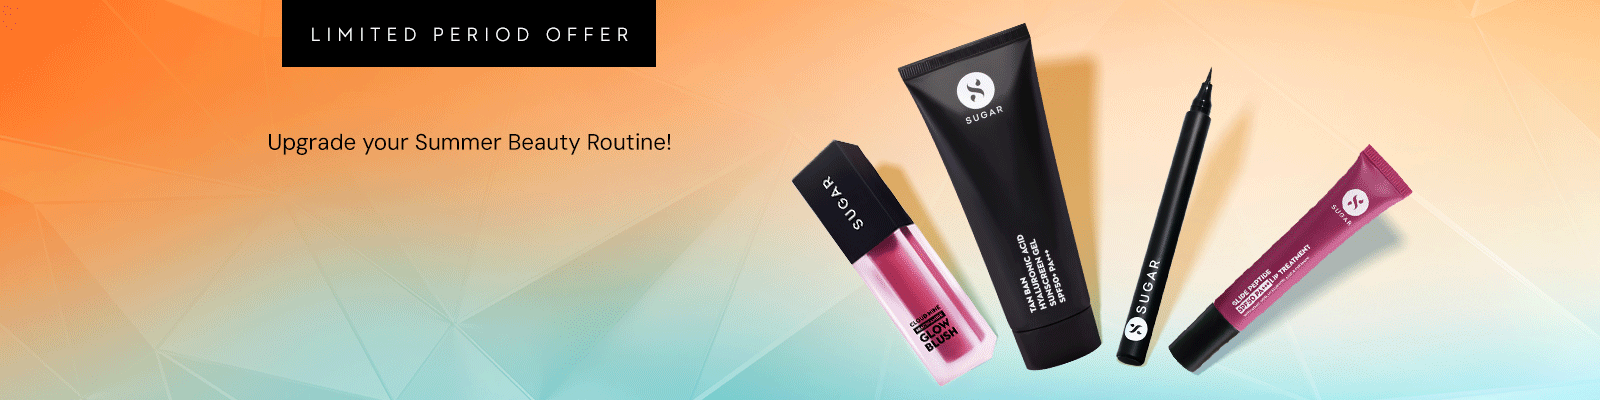 LIMITED PERIOD OFFER
Upgrade your Summer Beauty Routine!
SUGAR
GLOW
BLUSH
SUGAR
TAN BAN
HYALURONIC ACID
SUNSCREEN GEL
SPF50+ PA++++
SUGAR
SUGAR
GLIDE PEPTIDE
LIP TREATMENT